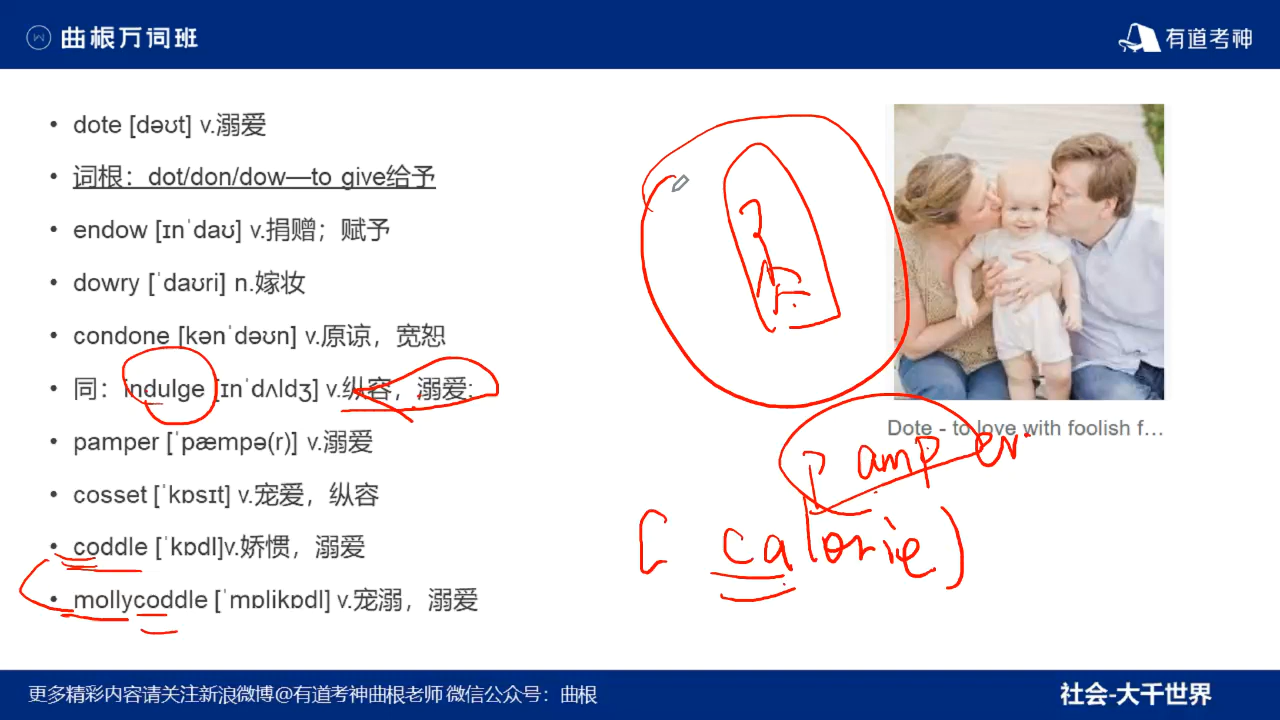 曲根万词班
有道考神
dote [dəʊt] v.溺爱
词根：dot/don/dow—to give给予
endow [ɪnˈdaʊ] v.捐赠；赋予
dowry [ˈdaʊri] n.嫁妆
condone [kənˈdəʊn] v.原谅，宽恕
同：indulge [ɪnˈdʌldʒ] v.纵容，溺爱;
pamper [ˈpæmpə(r)] v.溺爱
cosset [ˈkɒsɪt] v.宠爱，纵容
coddle [ˈkɒdl]v.娇惯，溺爱
mollycoddle [ˈmɒlikɒdl] v.宠溺，溺爱
Dote - to love with foolish f…
pamper
[calorie)
更多精彩内容请关注新浪微博@有道考神曲根老师 微信公众号：曲根
社会-大千世界